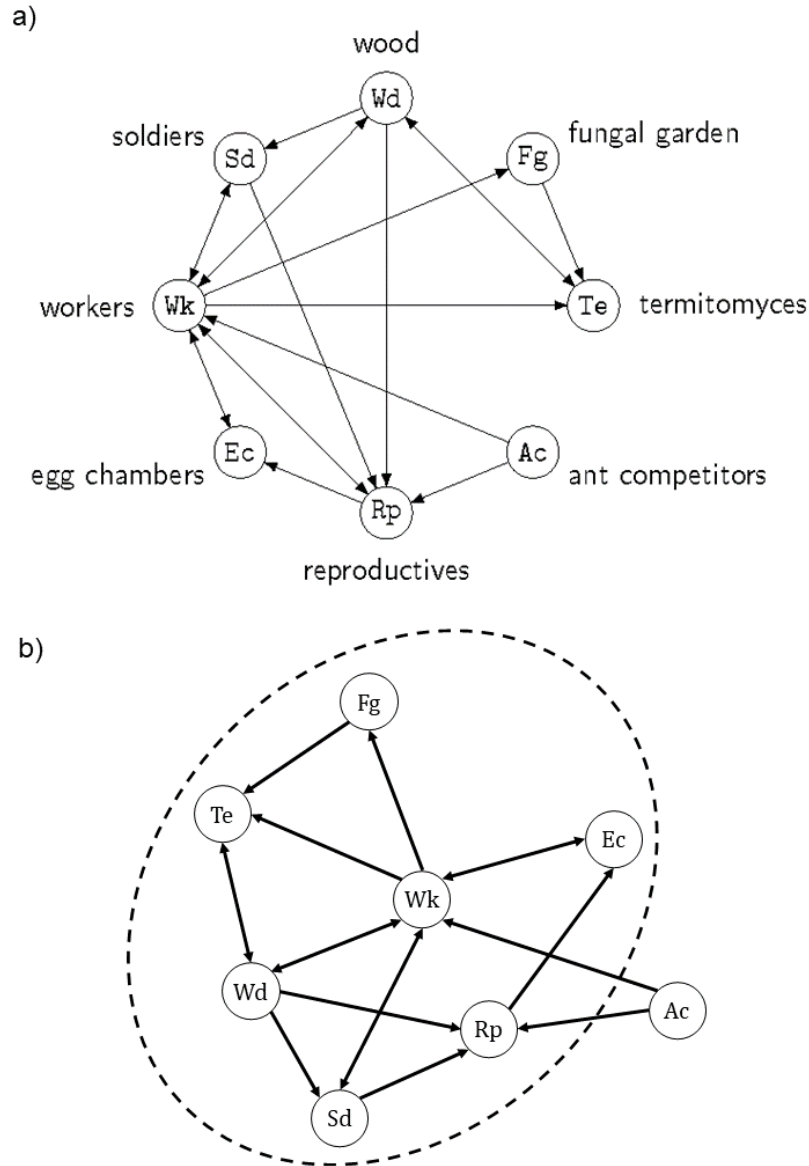 a)
wood
Wd
soldiers
Sd
Fg
fungal garden
workers
Wk
Te
termitomyces
egg chambers
Ec
Rp
Ac
ant competitors
reproductives
b)
Fg
Te
Ec
Wk
Wd
Rp
Ac
Sd